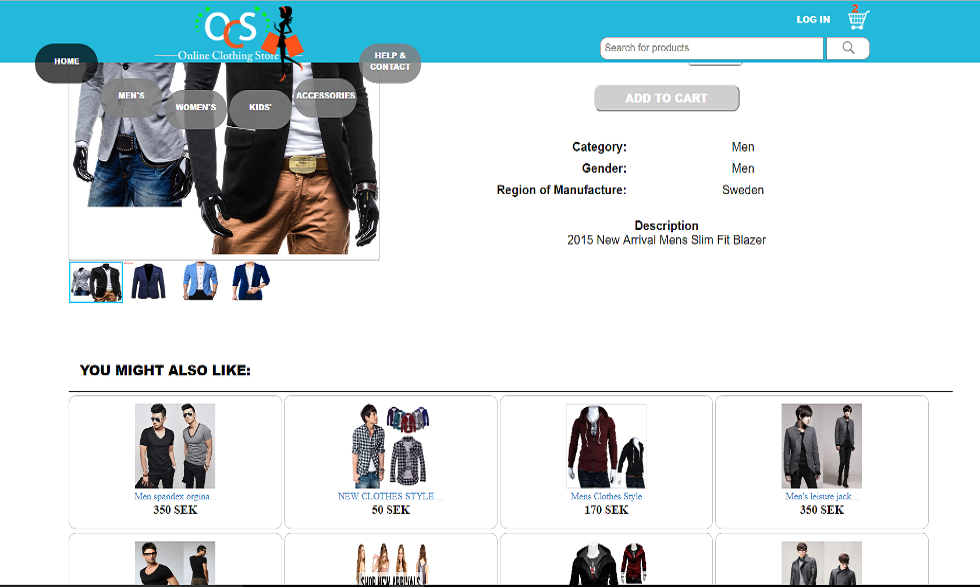 OCS
Online Clothing Store
LOG IN
2
Search for products
HOME
HELP &
CONTACT
MEN'S
WOMEN'S
KIDS'
ACCESSORIES
ADD TO CART
Category: Men
Gender: Men
Region of Manufacture: Sweden
Description
2015 New Arrival Mens Slim Fit Blazer
YOU MIGHT ALSO LIKE:
Men spandex orgina...
350 SEK
NEW CLOTHES STYLE ...
50 SEK
Mens Clothes Style
170 SEK
Men's leisure jack...
350 SEK
SHOP NEW ARRIVALS